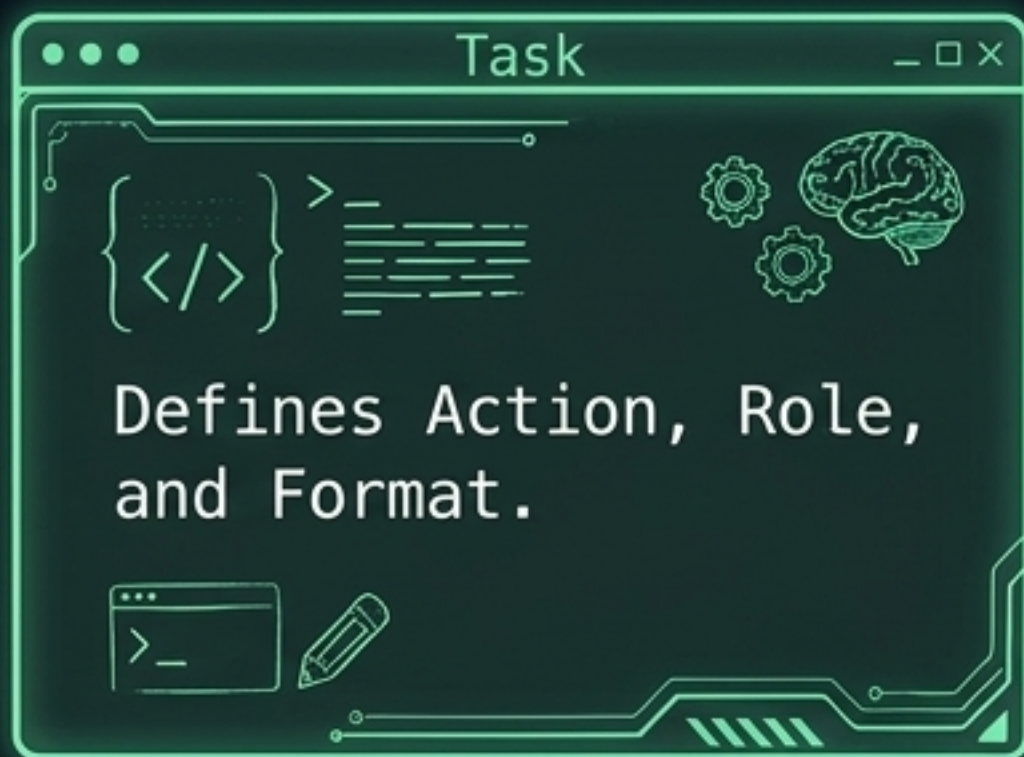 Task
</>
>_
Defines Action, Role,
and Format.
>_